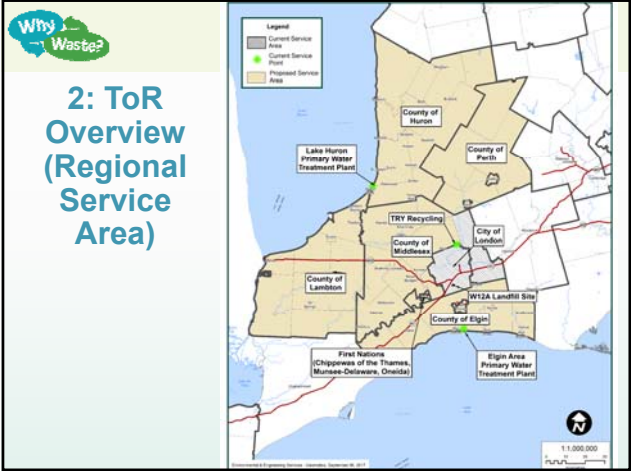 Why
Waste?
2: ToR
Overview
(Regional
Service
Area)
Legend
Current Service
Area
Current Service
Point
Proposed Service
Area
County of
Huron
County of
Perth
Lake Huron
Primary Water
Treatment Plant
TRY Recycling
City of
London
County of
Middlesex
County of
Lambton
W12A Landfill Site
County of Elgin
First Nations
(Chippewas of the Thames,
Munsee-Delaware, Oneida)
Elgin Area
Primary Water
Treatment Plant
N
1:1,000,000